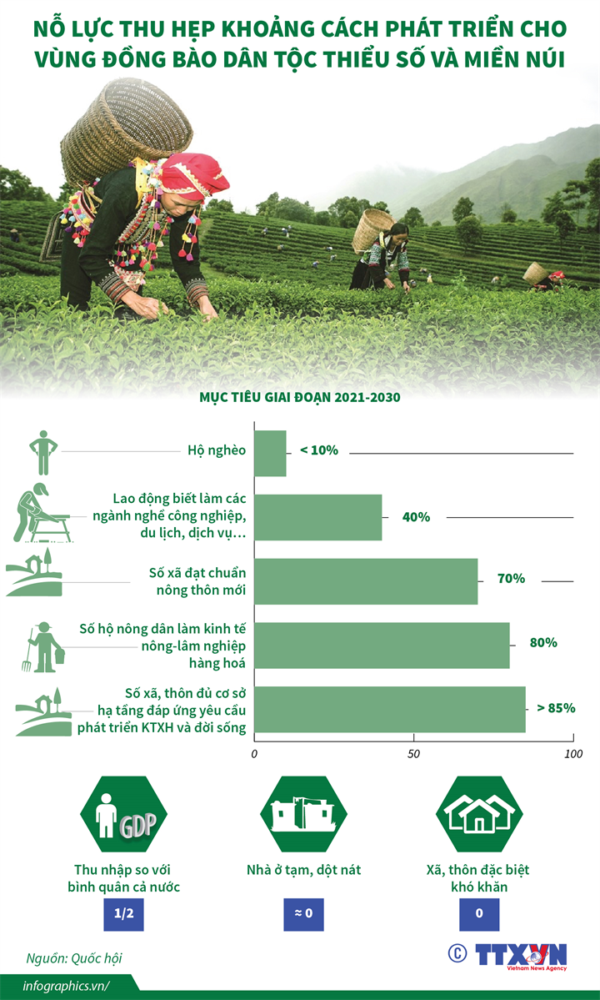 NỖ LỰC THU HẸP KHOẢNG CÁCH PHÁT TRIỂN CHO
VÙNG ĐỒNG BÀO DÂN TỘC THIỂU SỐ VÀ MIỀN NÚI
MỤC TIÊU GIAI ĐOẠN 2021-2030
Hộ nghèo
< 10%
Lao động biết làm các
ngành nghề công nghiệp,
du lịch, dịch vụ...
40%
Số xã đạt chuẩn
nông thôn mới
70%
Số hộ nông dân làm kinh tế
nông-lâm nghiệp
hàng hoá
80%
Số xã, thôn đủ cơ sở
hạ tầng đáp ứng yêu cầu
phát triển KTXH và đời sống
> 85%
0 50 100
GDP
Thu nhập so với
bình quân cả nước
1/2
Nhà ở tạm, dột nát
≈ 0
Xã, thôn đặc biệt
khó khăn
0
Nguồn: Quốc hội
© TTXVN
Vietnam News Agency
infographics.vn/